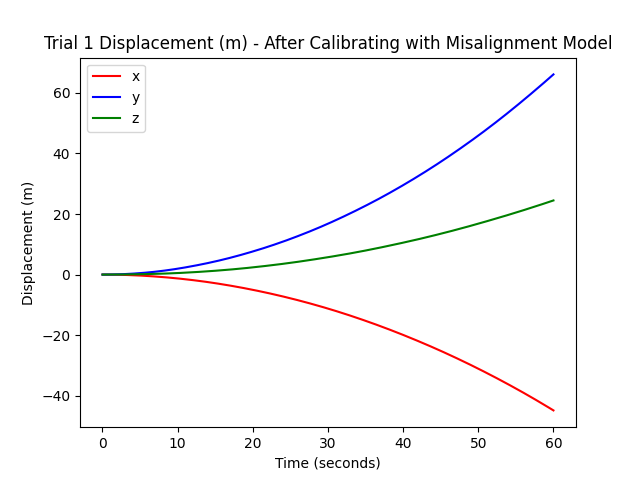 Trial 1 Displacement (m) - After Calibrating with Misalignment Model
x
y
z
60
40
20
0
−20
−40
Displacement (m)
0 10 20 30 40 50 60
Time (seconds)